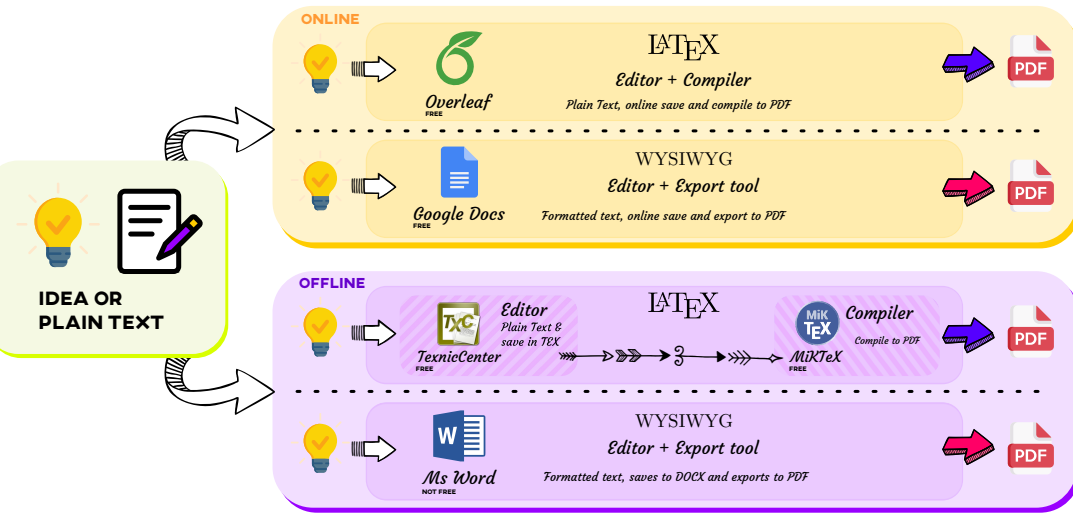 IDEA OR
PLAIN TEXT
ONLINE
Overleaf
FREE
LATEX
Editor + Compiler
Plain Text, online save and compile to PDF
PDF
Google Docs
FREE
WYSIWYG
Editor + Export tool
Formatted text, online save and export to PDF
PDF
OFFLINE
TXC
TexnicCenter
FREE
Editor
Plain Text &
save in TEX
LATEX
MiK
TEX
MiKTeX
FREE
Compiler
Compile to PDF
PDF
W
Ms Word
NOT FREE
WYSIWYG
Editor + Export tool
Formatted text, saves to DOCX and exports to PDF
PDF